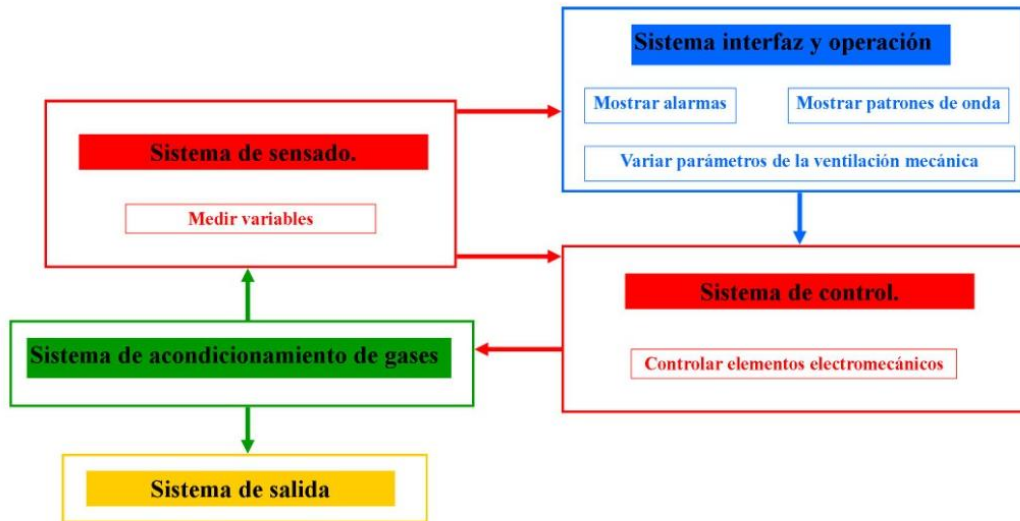 Sistema interfaz y operación
Mostrar alarmas
Mostrar patrones de onda
Variar parámetros de la ventilación mecánica
Sistema de sensado.
Medir variables
Sistema de control.
Controlar elementos electromecánicos
Sistema de acondicionamiento de gases
Sistema de salida